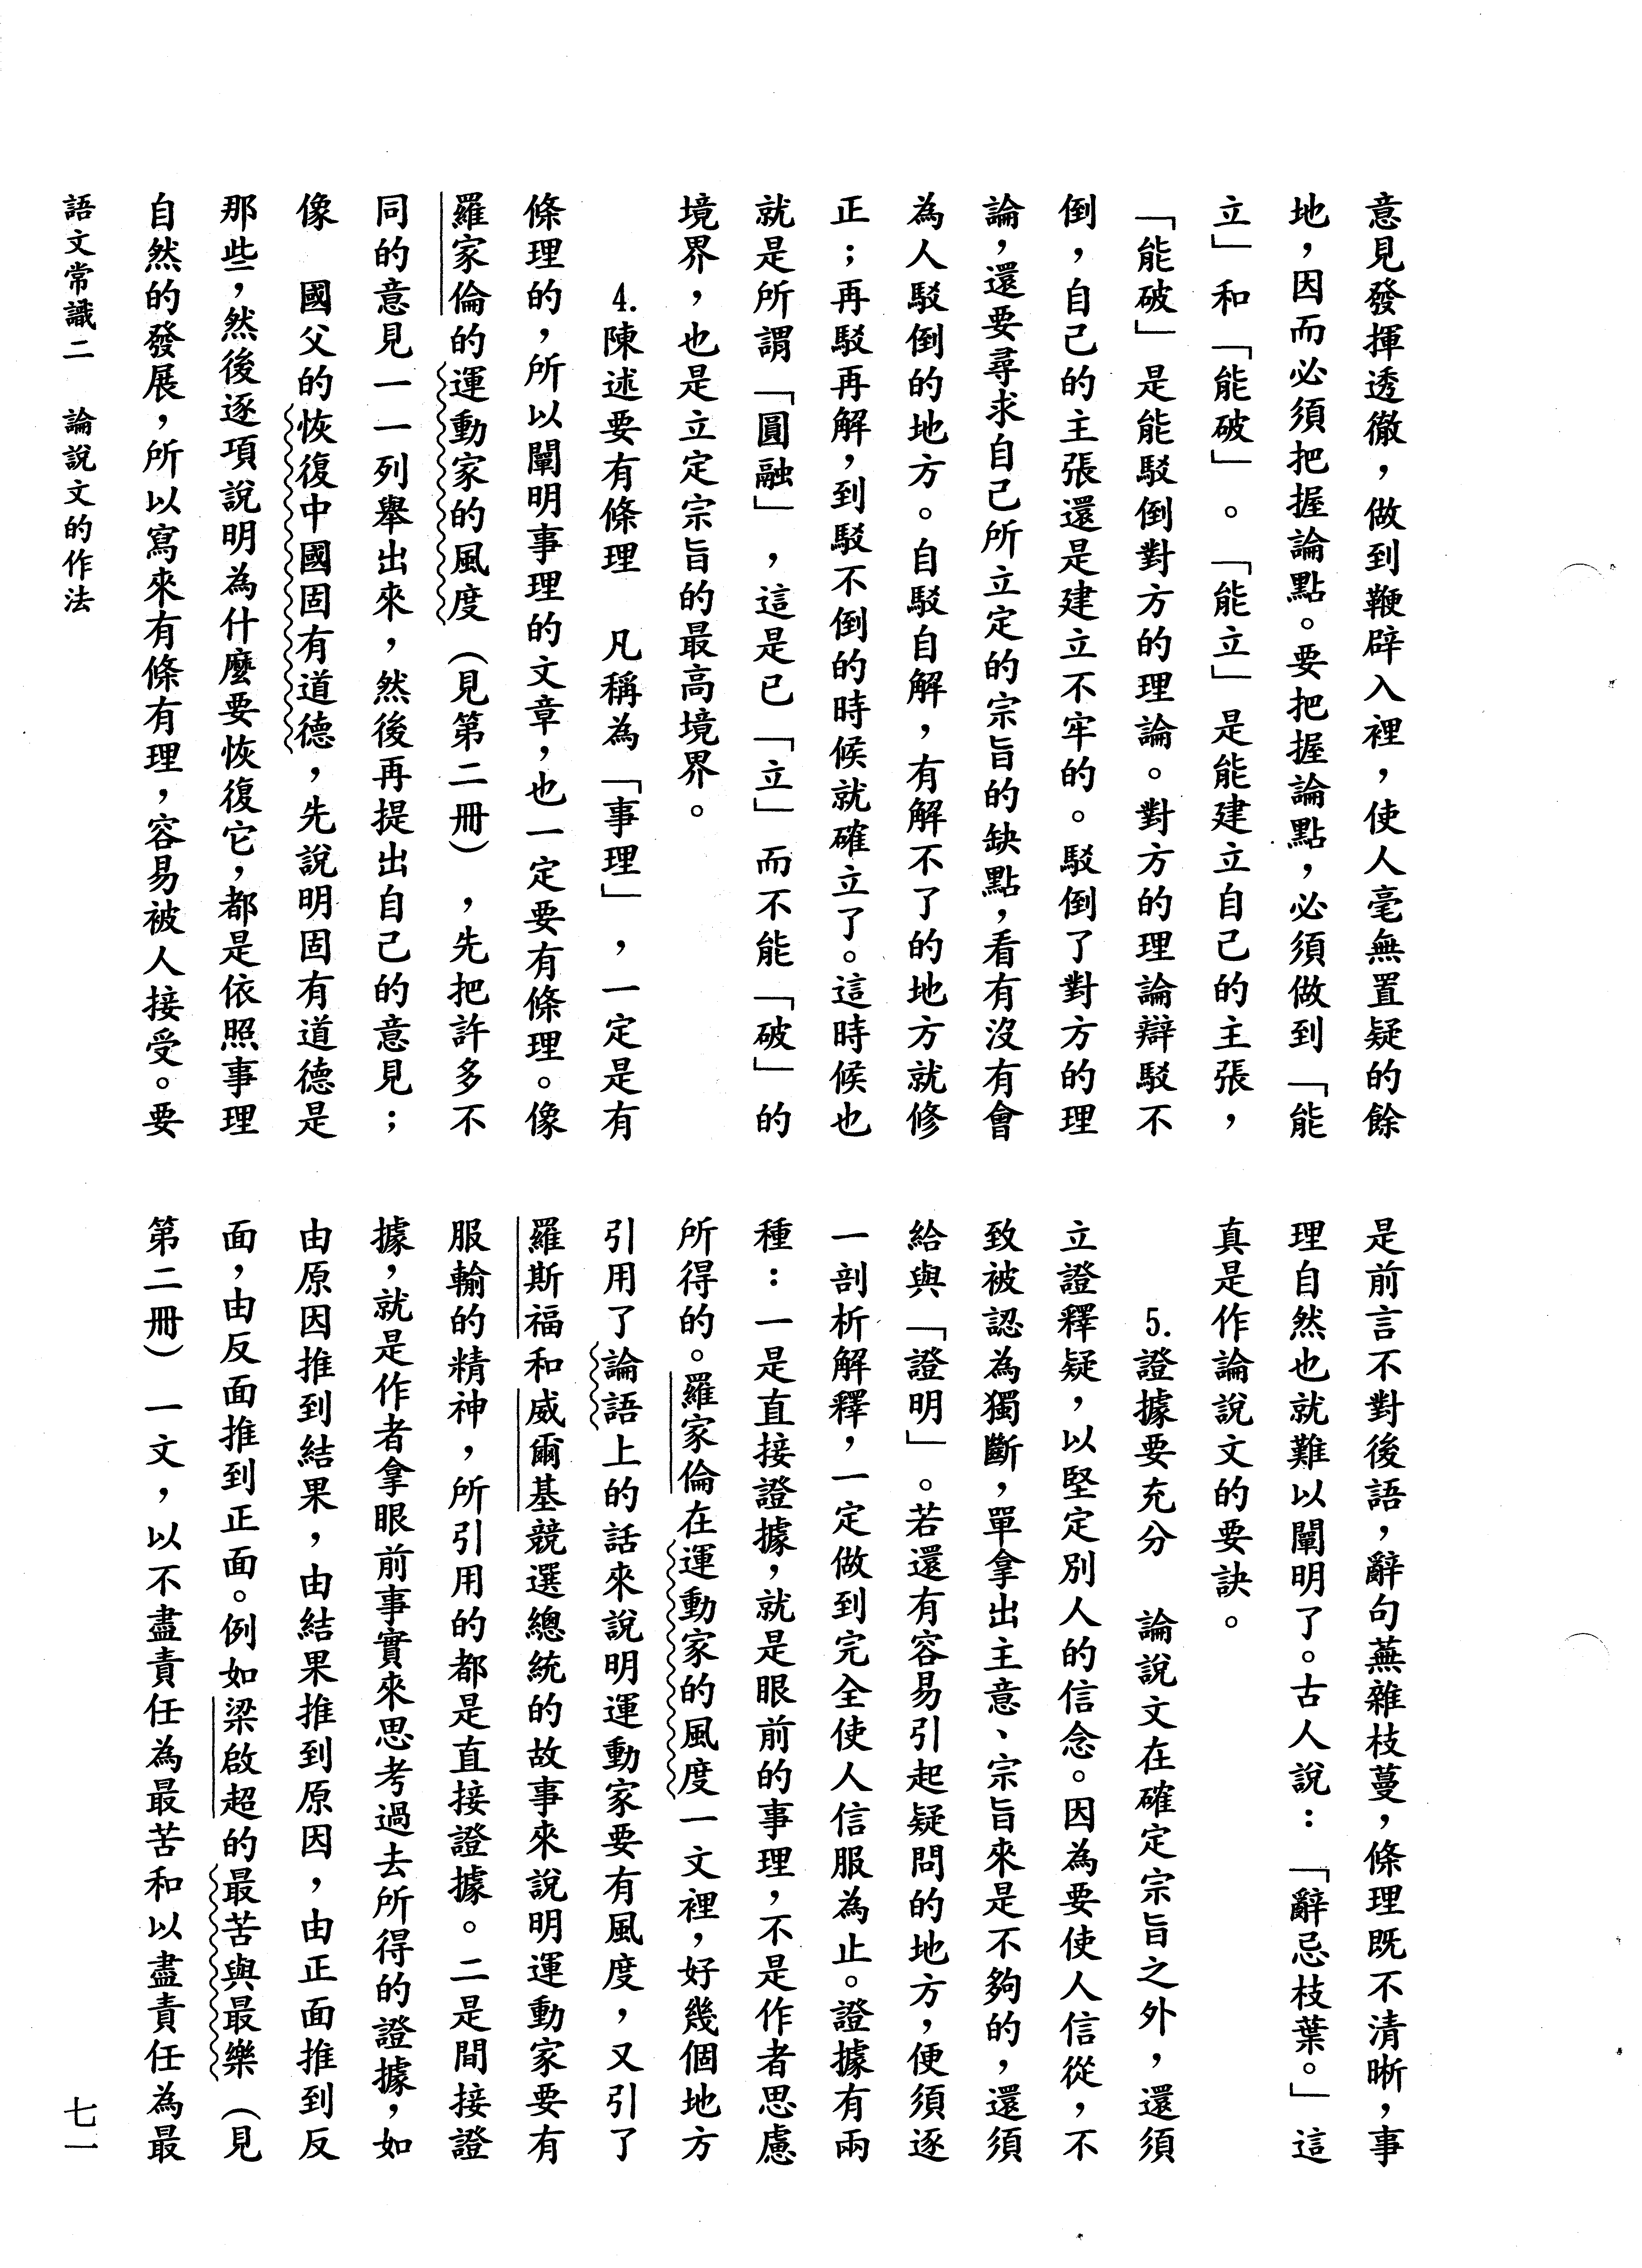 意見發揮透徹，做到鞭辟入裡，使人毫無置疑的餘
地，因而必須把握論點。要把握論點，必須做到「能
立」和「能破」。「能立」是能建立自己的主張，
「能破」是能駁倒對方的理論。對方的理論辯駁不
倒，自己的主張還是建立不牢的。駁倒了對方的理
論，還要尋求自己所立定的宗旨的缺點，看有沒有會
為人駁倒的地方。自駁自解，有解不了的地方就修
正；再駁再解，到駁不倒的時候就確立了。這時候也
就是所謂「圓融」，這是已「立」而不能「破」的
境界，也是立定宗旨的最高境界。
4.陳述要有條理　凡稱為「事理」，一定是有
條理的，所以闡明事理的文章，也一定要有條理。像
羅家倫的運動家的風度（見第二冊），先把許多不
同的意見一一列舉出來，然後再提出自己的意見；
像　國父的恢復中國固有道德，先說明固有道德是
那些，然後逐項說明為什麼要恢復它，都是依照事理
自然的發展，所以寫來有條有理，容易被人接受。要
是前言不對後語，辭句蕪雜枝蔓，條理既不清晰，事
理自然也就難以闡明了。古人說：「辭忌枝葉。」這
真是作論說文的要訣。
5.證據要充分　論說文在確定宗旨之外，還須
立證釋疑，以堅定別人的信念。因為要使人信從，不
致被認為獨斷，單拿出主意、宗旨來是不夠的，還須
給與「證明」。若還有容易引起疑問的地方，便須逐
一剖析解釋，一定做到完全使人信服為止。證據有兩
種：一是直接證據，就是眼前的事理，不是作者思慮
所得的。羅家倫在運動家的風度一文裡，好幾個地方
引用了論語上的話來說明運動家要有風度，又引了
羅斯福和威爾基競選總統的故事來說明運動家要有
服輸的精神，所引用的都是直接證據。二是間接證
據，就是作者拿眼前事實來思考過去所得的證據，如
由原因推到結果，由結果推到原因，由正面推到反
面，由反面推到正面。例如梁啟超的最苦與最樂（見
第二冊）一文，以不盡責任為最苦和以盡責任為最
語文常識二　論說文的作法
七一